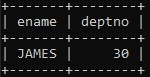 +-------+--------+
| ename | deptno |
+-------+--------+
| JAMES |     30 |
+-------+--------+